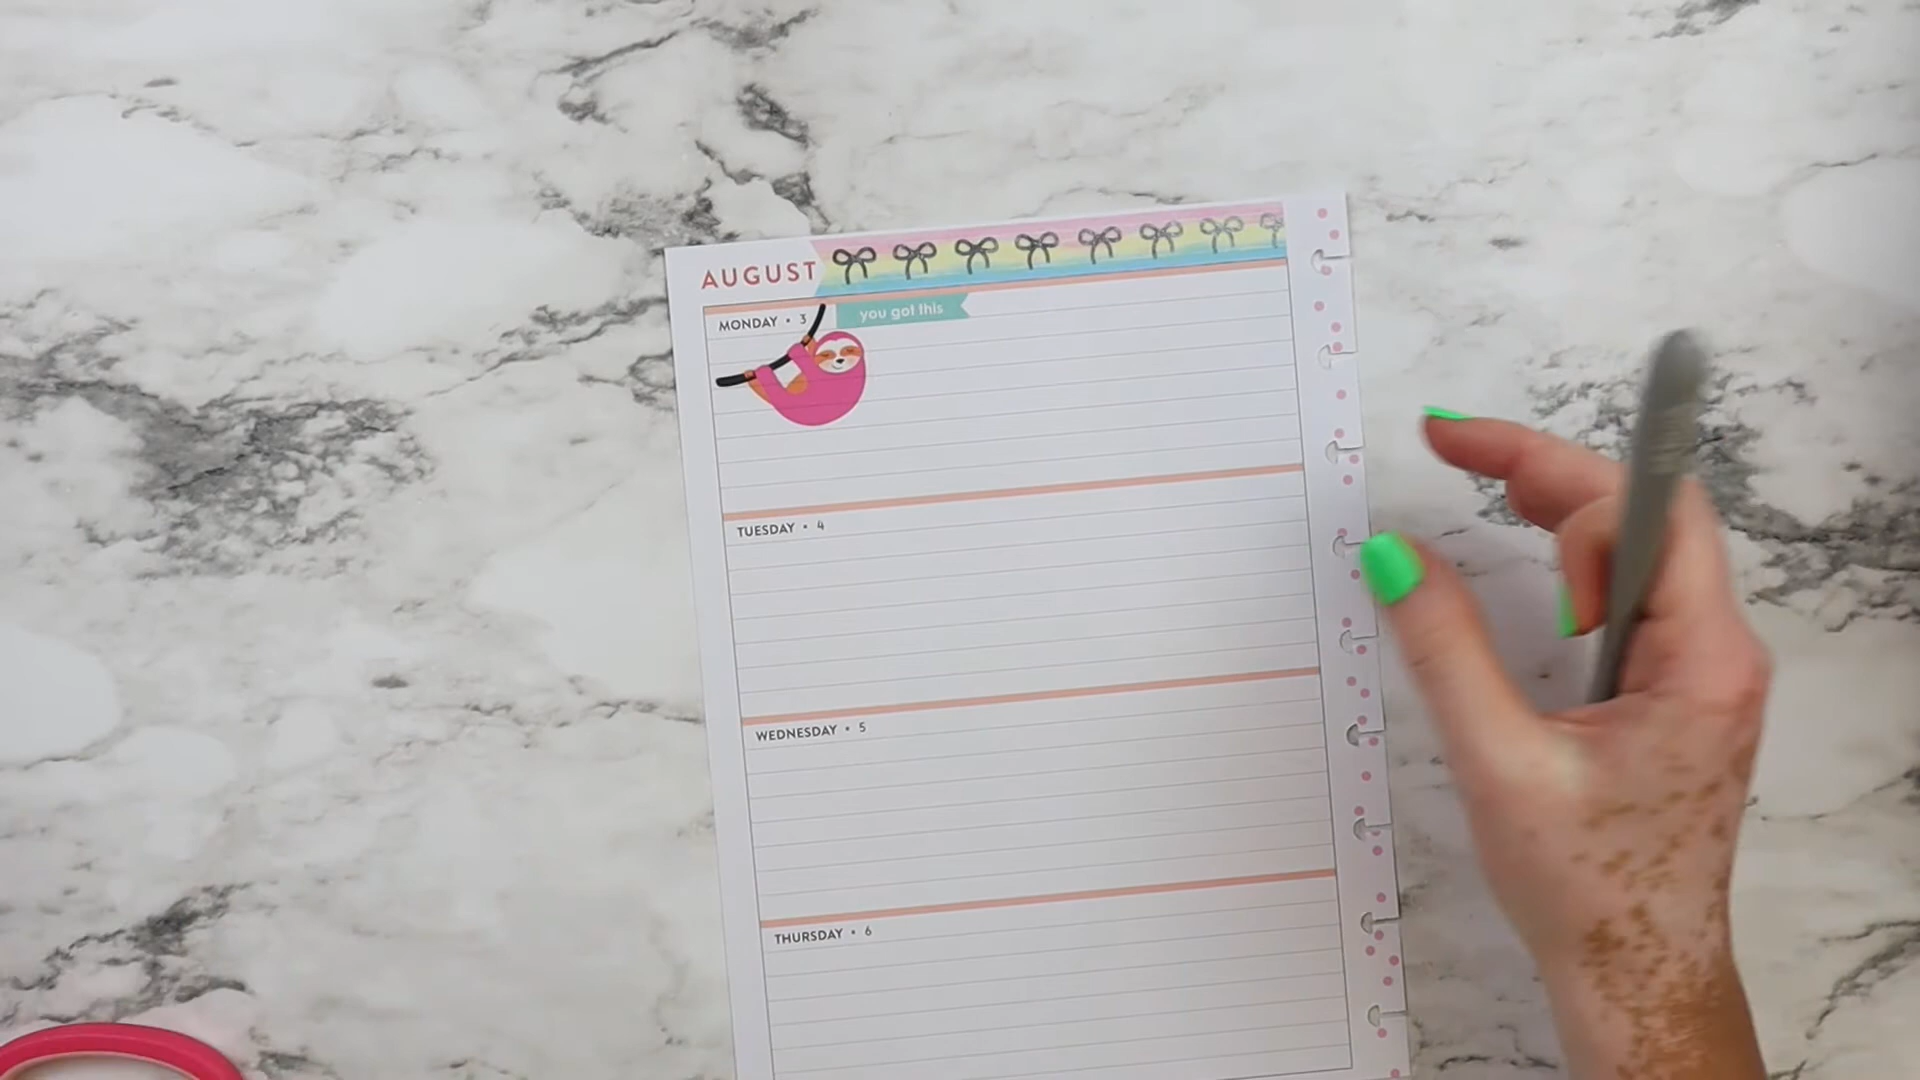 AUGUST
MONDAY • 3
you got this
TUESDAY • 4
WEDNESDAY • 5
THURSDAY • 6